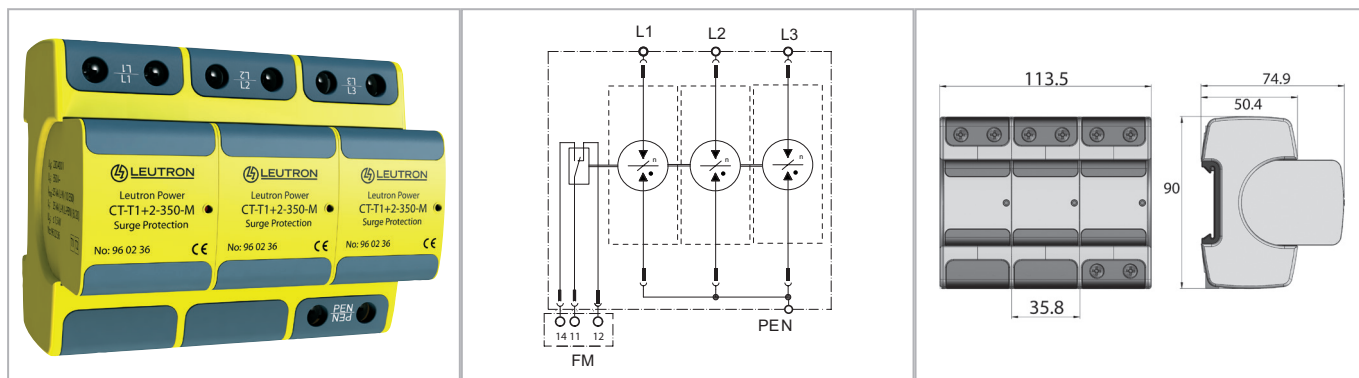 L1
L1
L2
L2
L3
L3
LEUTRON
Leutron Power
CT-T1+2-350-M
Surge Protection
No: 96 02 36 CE
LEUTRON
Leutron Power
CT-T1+2-350-M
Surge Protection
No: 96 02 36 CE
LEUTRON
Leutron Power
CT-T1+2-350-M
Surge Protection
No: 96 02 36 CE
PEN
PEN
L1 L2 L3
n n n
14 11 12
FM
PEN
113.5
35.8
74.9
50.4
90